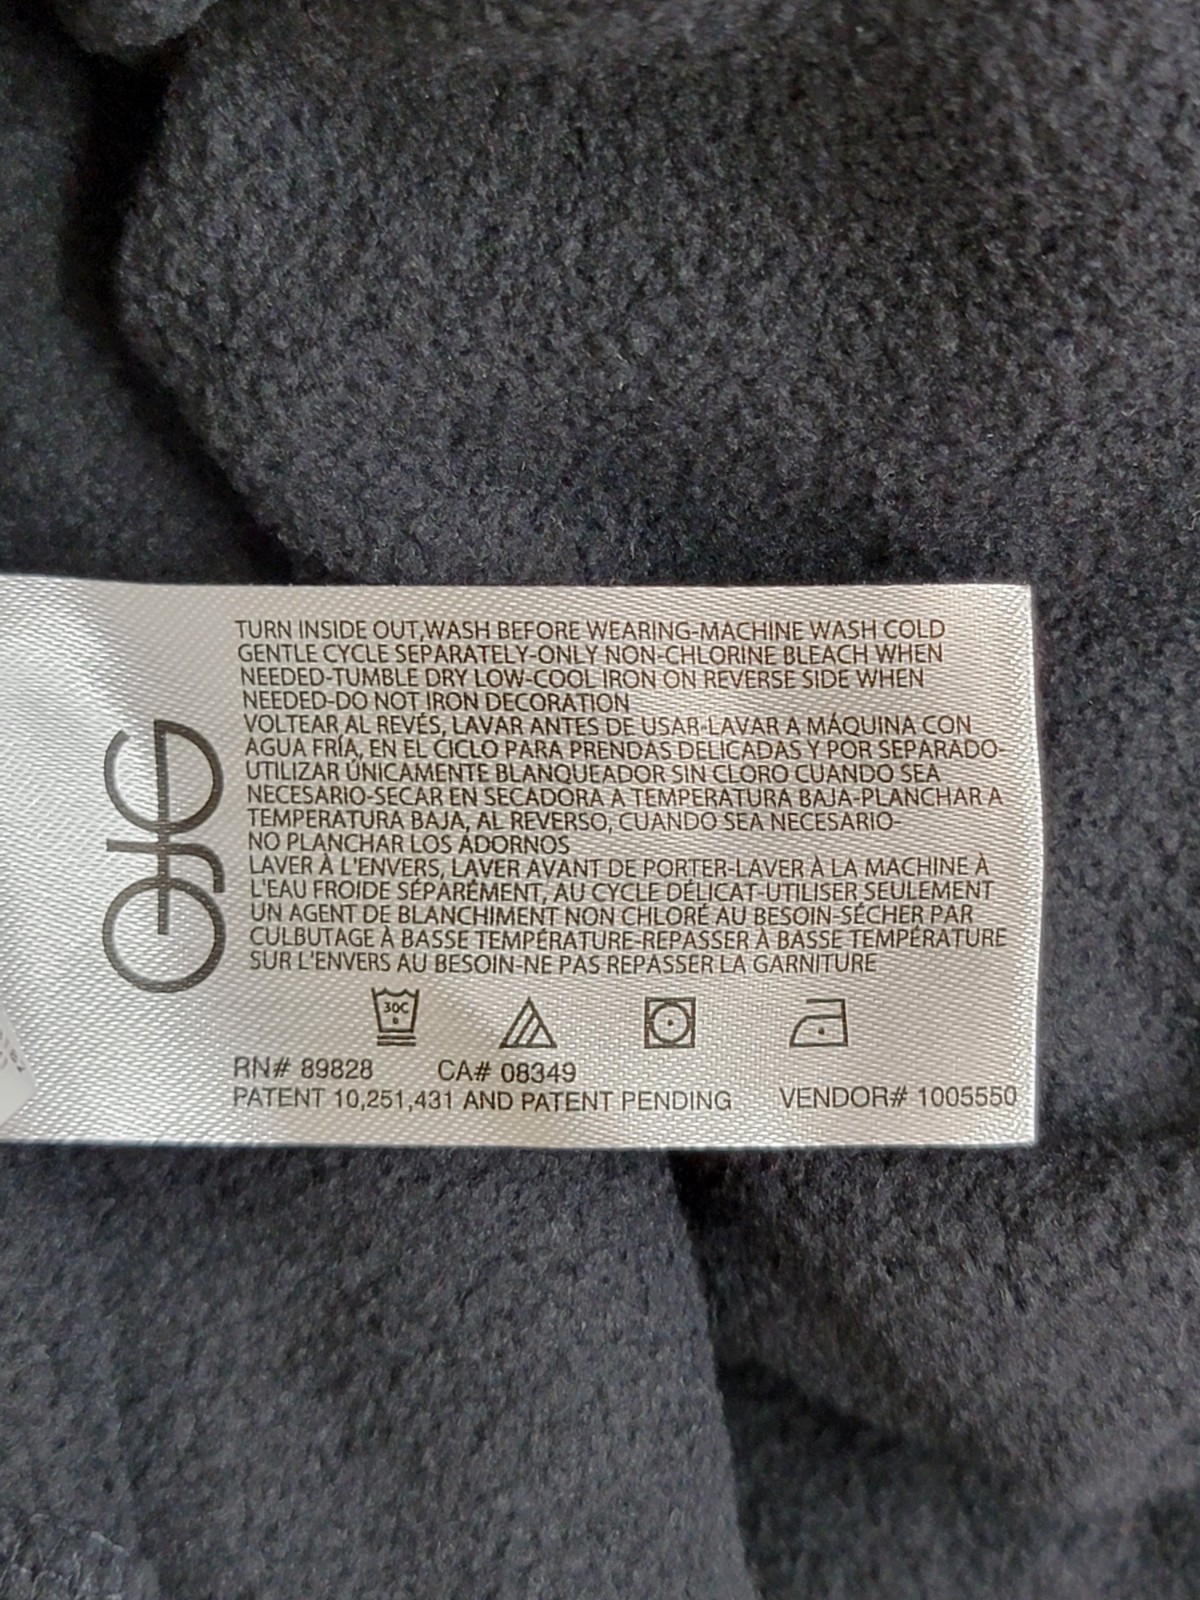 TURN INSIDE OUT,WASH BEFORE WEARING-MACHINE WASH COLD
GENTLE CYCLE SEPARATELY-ONLY NON-CHLORINE BLEACH WHEN
NEEDED-TUMBLE DRY LOW-COOL IRON ON REVERSE SIDE WHEN
NEEDED-DO NOT IRON DECORATION
VOLTEAR AL REVÉS, LAVAR ANTES DE USAR-LAVAR A MÁQUINA CON
AGUA FRÍA, EN EL CICLO PARA PRENDAS DELICADAS Y POR SEPARADO-
UTILIZAR ÚNICAMENTE BLANQUEADOR SIN CLORO CUANDO SEA
NECESARIO-SECAR EN SECADORA A TEMPERATURA BAJA-PLANCHAR A
TEMPERATURA BAJA, AL REVERSO, CUANDO SEA NECESARIO-
NO PLANCHAR LOS ADORNOS
LAVER À L'ENVERS, LAVER AVANT DE PORTER-LAVER À LA MACHINE À
L'EAU FROIDE SÉPARÉMENT, AU CYCLE DÉLICAT-UTILISER SEULEMENT
UN AGENT DE BLANCHIMENT NON CHLORÉ AU BESOIN-SÉCHER PAR
CULBUTAGE À BASSE TEMPÉRATURE-REPASSER À BASSE TEMPÉRATURE
SUR L'ENVERS AU BESOIN-NE PAS REPASSER LA GARNITURE
30C
RN# 89828 CA# 08349
PATENT 10,251,431 AND PATENT PENDING VENDOR# 1005550